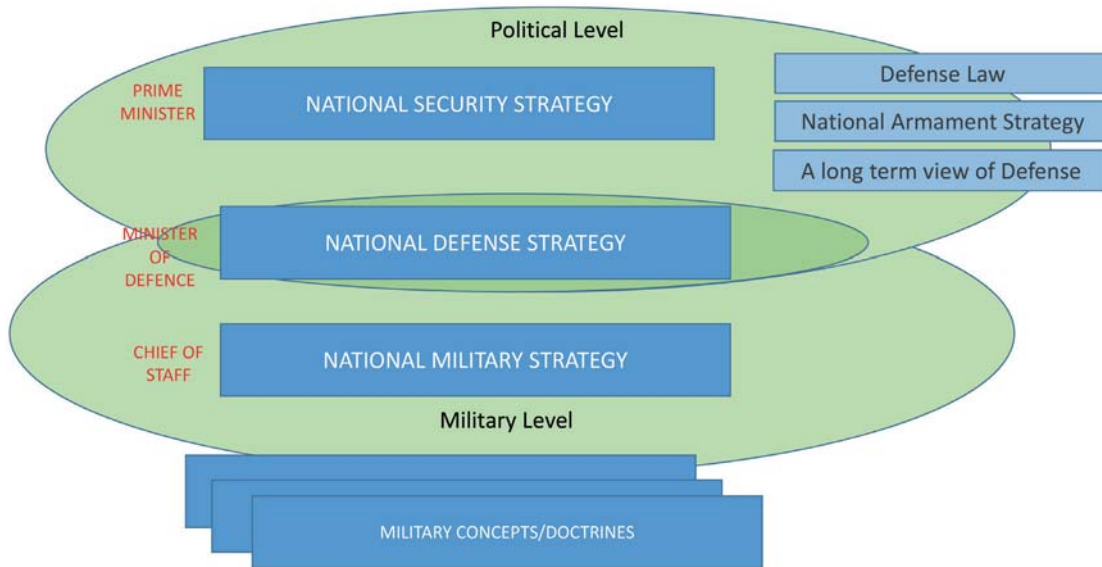 Political Level
PRIME
MINISTER
NATIONAL SECURITY STRATEGY
Defense Law
National Armament Strategy
A long term view of Defense
MINISTER
OF
DEFENCE
NATIONAL DEFENSE STRATEGY
CHIEF OF
STAFF
NATIONAL MILITARY STRATEGY
Military Level
MILITARY CONCEPTS/DOCTRINES